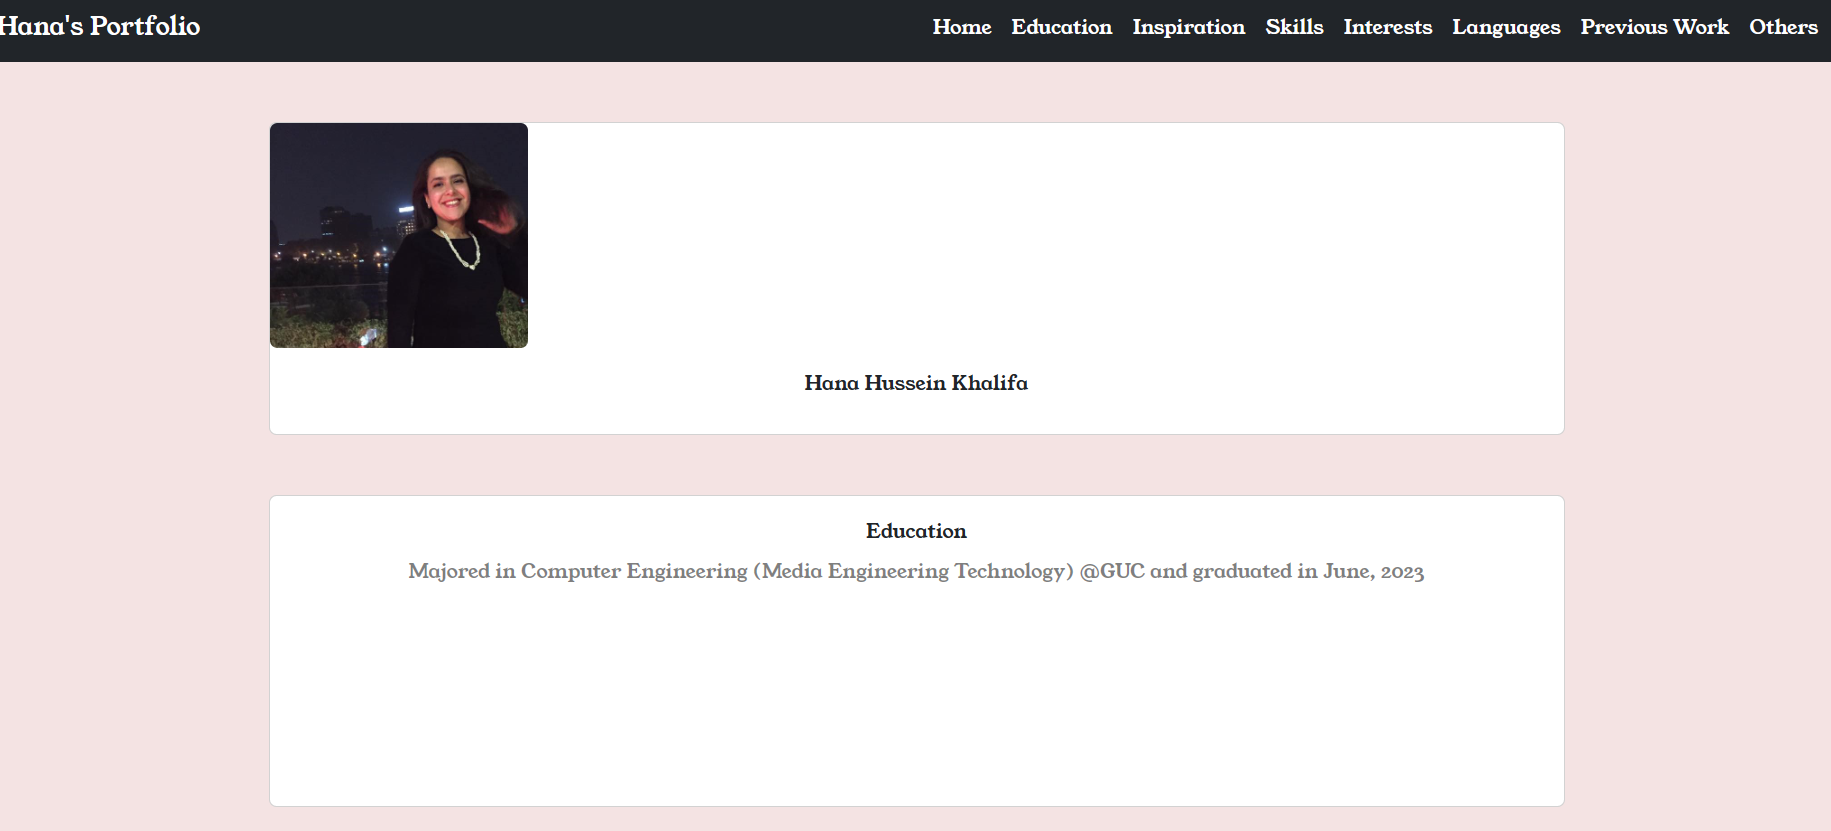 Hana's Portfolio
Home Education Inspiration Skills Interests Languages Previous Work Others
Hana Hussein Khalifa
Education
Majored in Computer Engineering (Media Engineering Technology) @GUC and graduated in June, 2023